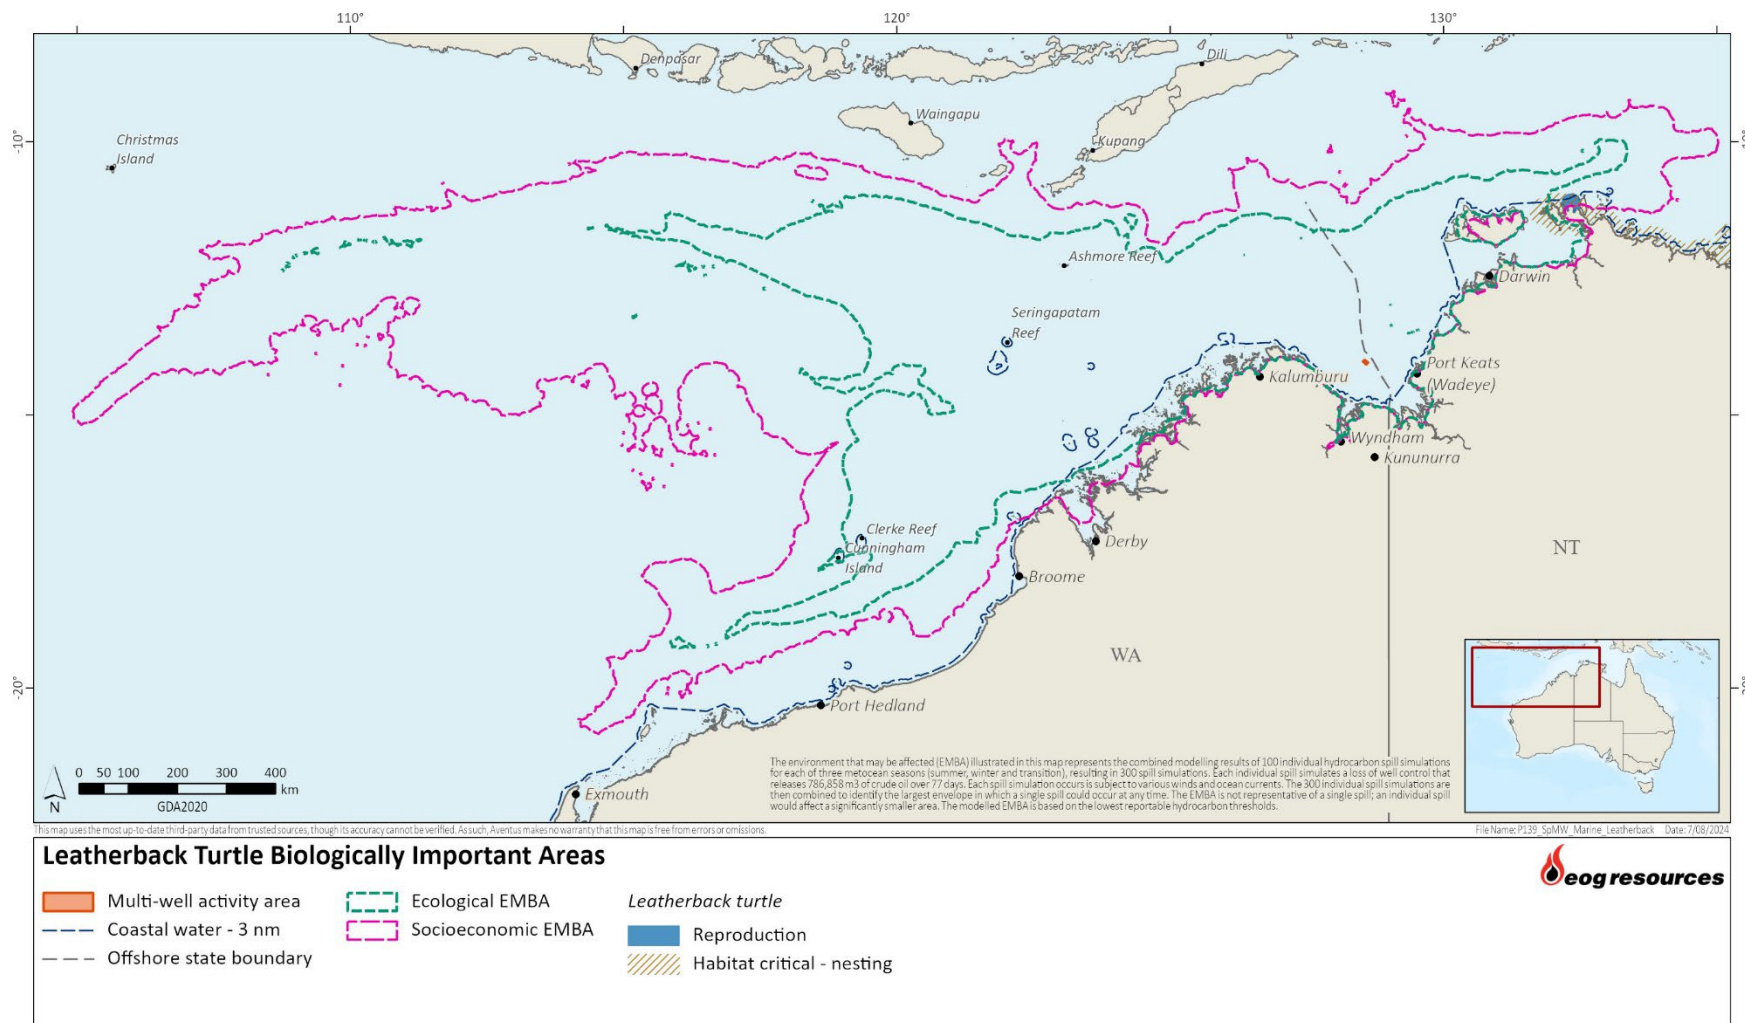 110°
120°
130°
Denpasar
Dili
Waingapu
-10°
Christmas
Island
Kupang
Ashmore Reef
Darwin
Seringapatam
Reef
Port Keats
(Wadeye)
Kalumburu
Wyndham
Kununurra
Clerke Reef
Cunningham
Island
Derby
NT
Broome
WA
-20°
Port Hedland
0 50 100 200 300 400
km
GDA2020
N
Exmouth
The environment that may be affected (EMBA) illustrated in this map represents the combined modelling results of 100 individual hydrocarbon spill simulations
for each of three metocean seasons (summer, winter and transition), resulting in 300 spill simulations. Each individual spill simulates a loss of well control that
releases 786,858 m3 of crude oil over 77 days. Each spill simulation occurs is subject to various winds and ocean currents. The 300 individual spill simulations are
then combined to identify the largest envelope in which a single spill could occur at any time. The EMBA is not representative of a single spill; an individual spill
would affect a significantly smaller area. The modelled EMBA is based on the lowest reportable hydrocarbon thresholds.
This map uses the most up-to-date third-party data from trusted sources, though its accuracy cannot be verified. As such, Aventus makes no warranty that this map is free from errors or omissions.
File Name: P139_SpMW_Marine_Leatherback Date: 7/08/2024
Leatherback Turtle Biologically Important Areas
eog resources
Multi-well activity area
Coastal water - 3 nm
Offshore state boundary
Ecological EMBA
Socioeconomic EMBA
Leatherback turtle
Reproduction
Habitat critical - nesting